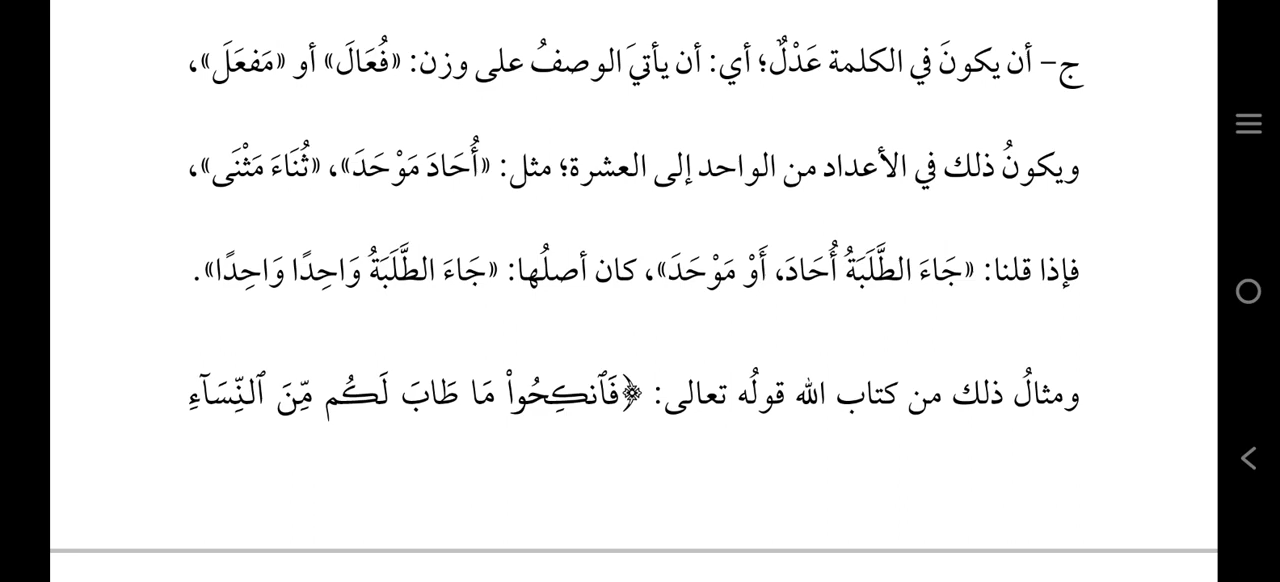 ج– أن يكونَ في الكلمة عَدْلٌ؛ أي: أن يأتيَ الوصفُ على وزن: «فُعَالَ» أو «مَفعَلَ»،
ويكونُ ذلك في الأعداد من الواحد إلى العشرة؛ مثل: «أُحَادَ مَوْحَدَ»، «ثُنَاءَ مَثْنَى»،
فإذا قلنا: «جَاءَ الطَّلَبَةُ أُحَادَ، أَوْ مَوْحَدَ»، كان أصلُها: «جَاءَ الطَّلَبَةُ وَاحِدًا وَاحِدًا».
ومثالُ ذلك من كتاب الله قولُه تعالى: ﴿فَٱنكِحُوا۟ مَا طَابَ لَكُم مِّنَ ٱلنِّسَآءِ